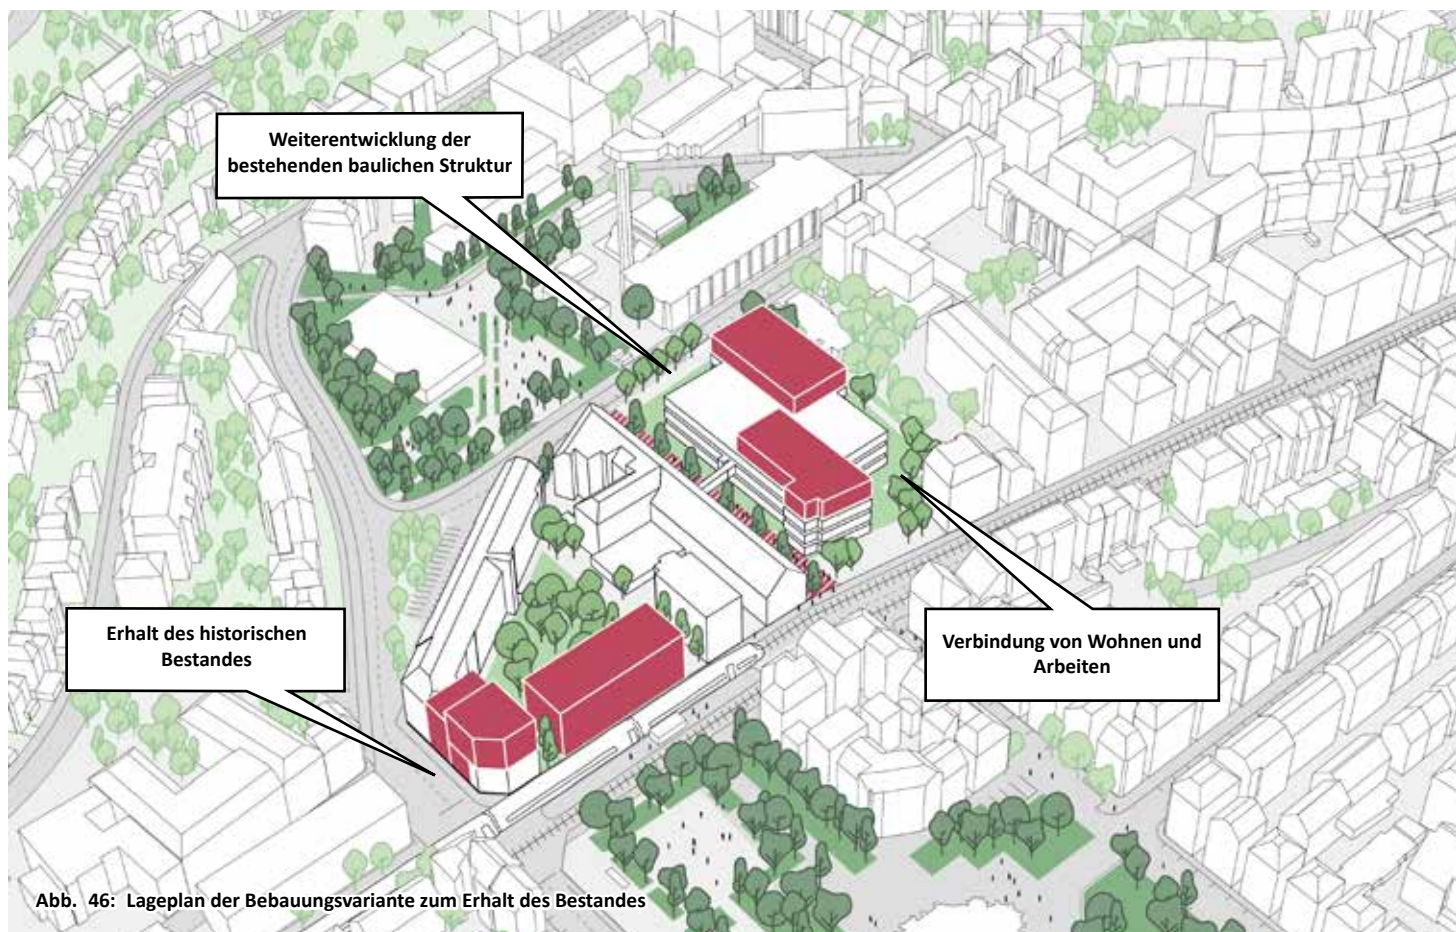 Weiterentwicklung der
bestehenden baulichen Struktur
Erhalt des historischen
Bestandes
Verbindung von Wohnen und
Arbeiten
Abb. 46: Lageplan der Bebauungsvariante zum Erhalt des Bestandes